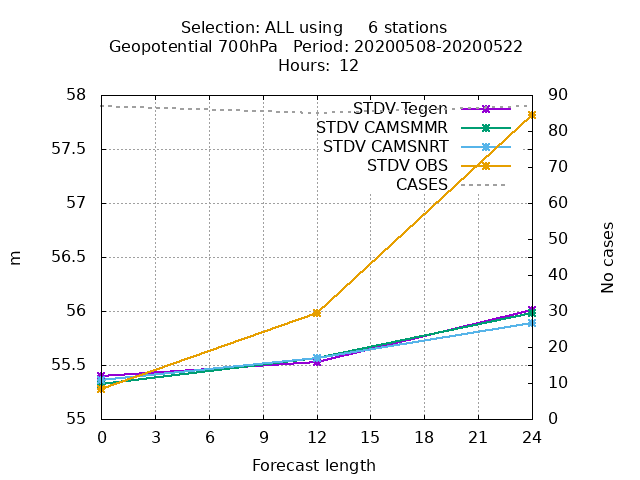 Selection: ALL using     6 stations
Geopotential 700hPa   Period: 20200508-20200522
Hours:  12
58
57.5
57
56.5
56
55.5
55
m
STDV Tegen
STDV CAMSMMR
STDV CAMSNRT
STDV OBS
CASES
90
80
70
60
50
40
30
20
10
0
No cases
0 3 6 9 12 15 18 21 24
Forecast length